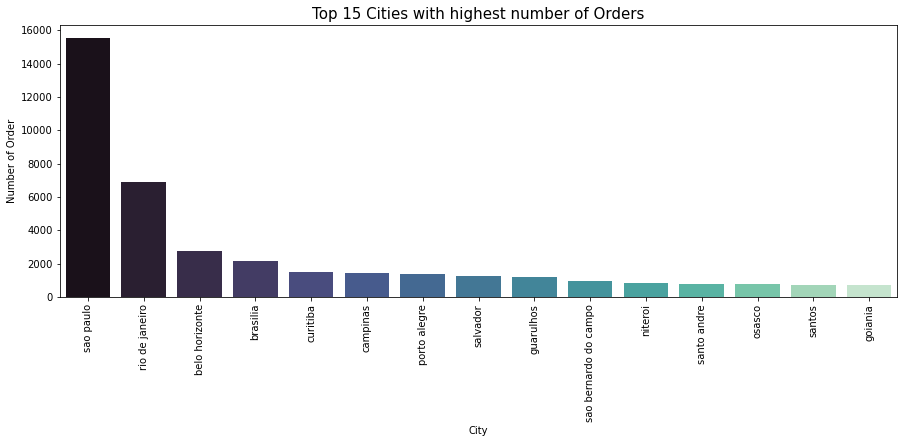 Top 15 Cities with highest number of Orders
Number of Order
16000
14000
12000
10000
8000
6000
4000
2000
0
sao paulo
rio de janeiro
belo horizonte
brasilia
curitiba
campinas
porto alegre
salvador
guarulhos
sao bernardo do campo
niteroi
santo andre
osasco
santos
goiania
City